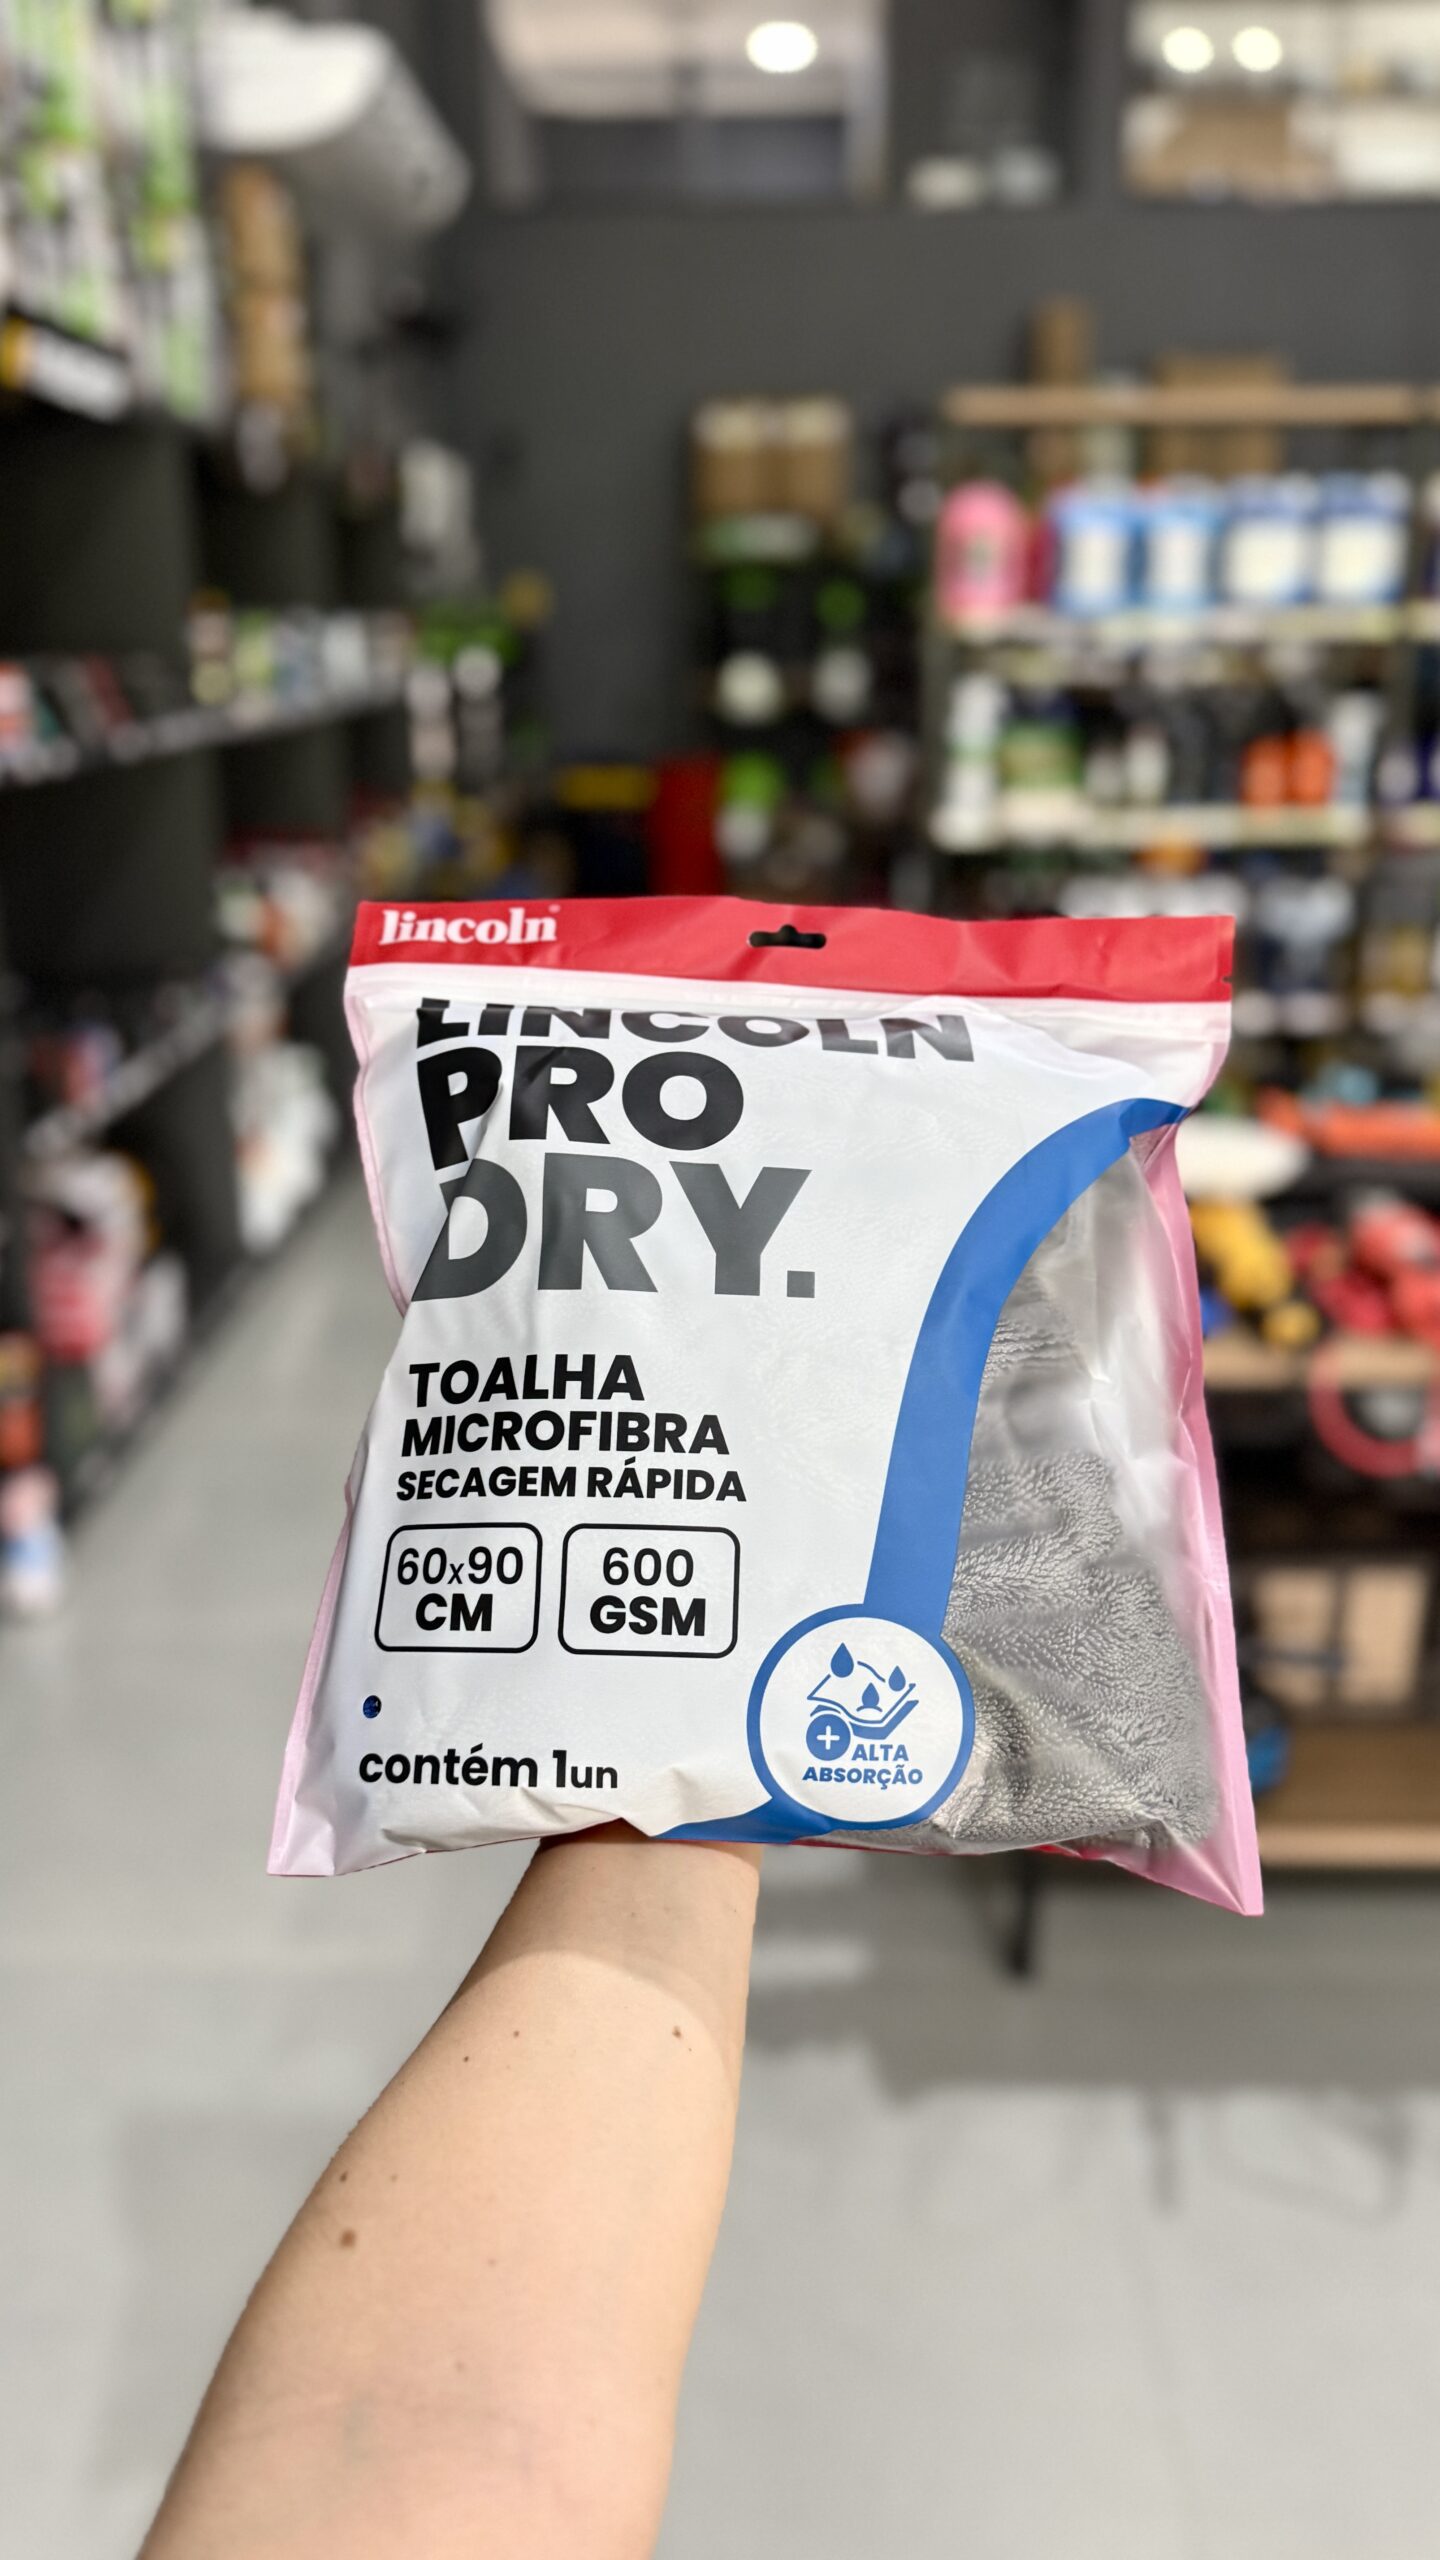 lincoln
LINCOLN
PRO
DRY.
TOALHA
MICROFIBRA
SECAGEM RÁPIDA
60x90
CM
600
GSM
contém 1un
+ ALTA
ABSORÇÃO